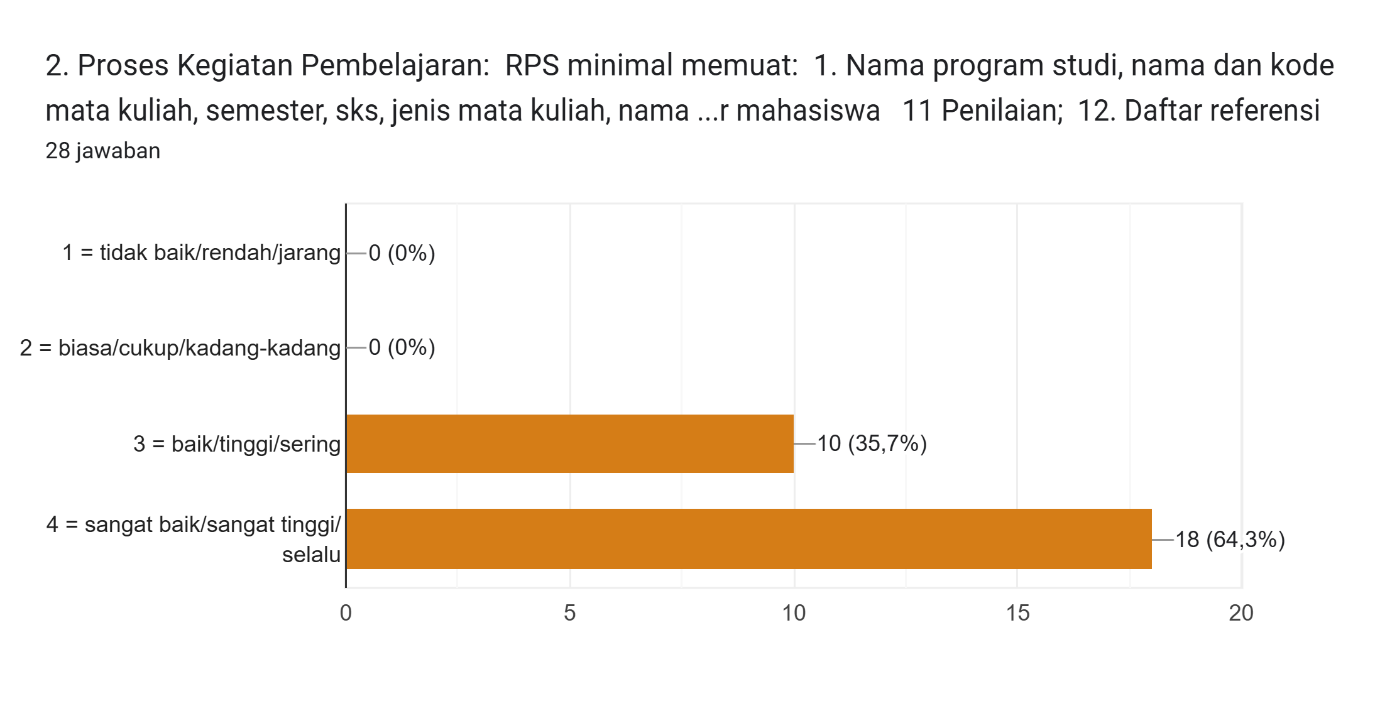 2. Proses Kegiatan Pembelajaran:  RPS minimal memuat:  1. Nama program studi, nama dan kode
mata kuliah, semester, sks, jenis mata kuliah, nama ...r mahasiswa   11 Penilaian;  12. Daftar referensi
28 jawaban
1 = tidak baik/rendah/jarang 0 (0%)
2 = biasa/cukup/kadang-kadang 0 (0%)
3 = baik/tinggi/sering 10 (35,7%)
4 = sangat baik/sangat tinggi/
selalu 18 (64,3%)
0 5 10 15 20